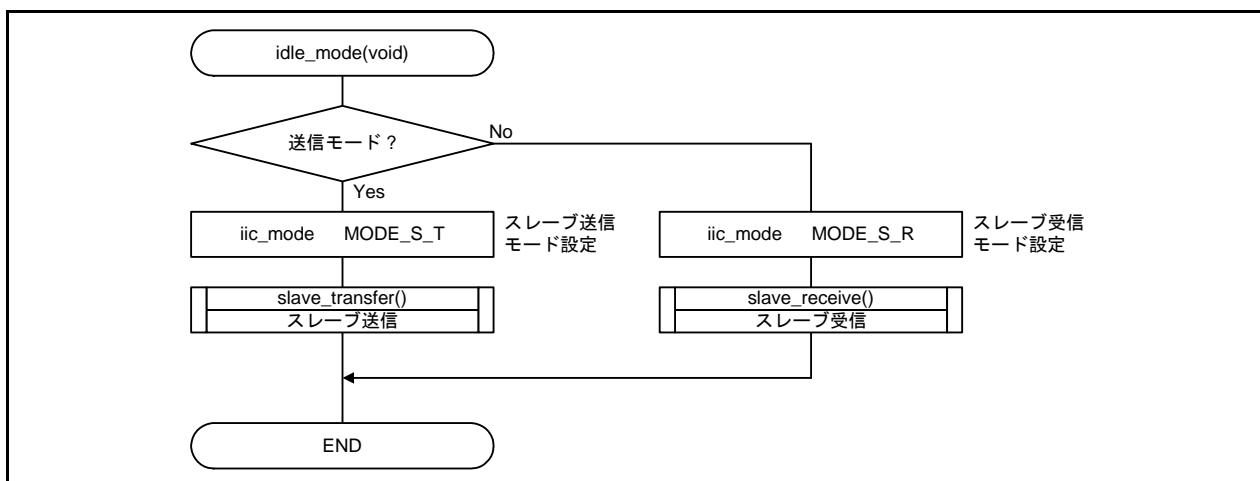 idle_mode(void)
送信モード？
No
Yes
iic_mode MODE_S_T
スレーブ送信
モード設定
iic_mode MODE_S_R
スレーブ受信
モード設定
slave_transfer()
スレーブ送信
slave_receive()
スレーブ受信
END